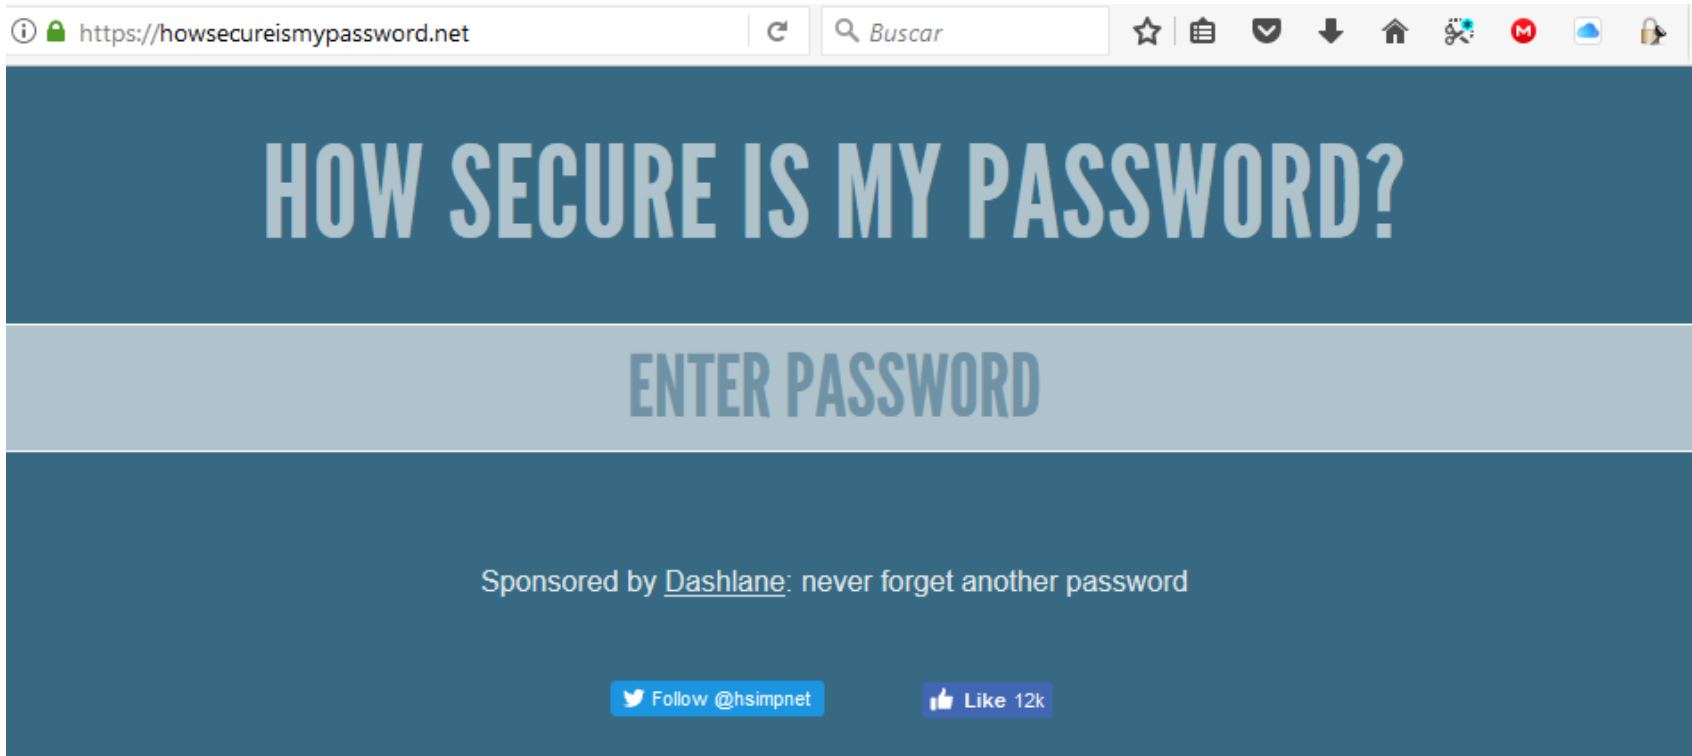 https://howsecureismypassword.net
Buscar
HOW SECURE IS MY PASSWORD?
ENTER PASSWORD
Sponsored by Dashlane: never forget another password
Follow @hsimpnet
Like 12k